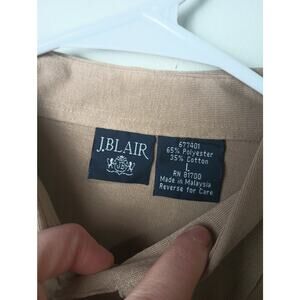 J.BLAIR
677401
65% Polyester
35% Cotton
L
RN 81700
Made in Malaysia
Reverse for Care